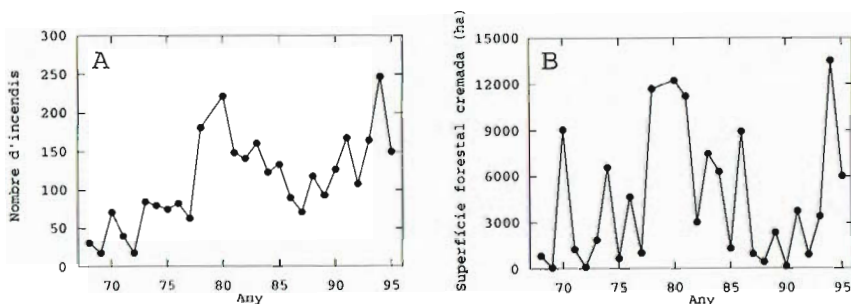 Nombre d'incendis
300
250
200
150
100
50
0
A
70 75 80 85 90 95
Any
Superfície forestal cremada (ha)
15000
12000
9000
6000
3000
0
B
70 75 80 85 90 95
Any